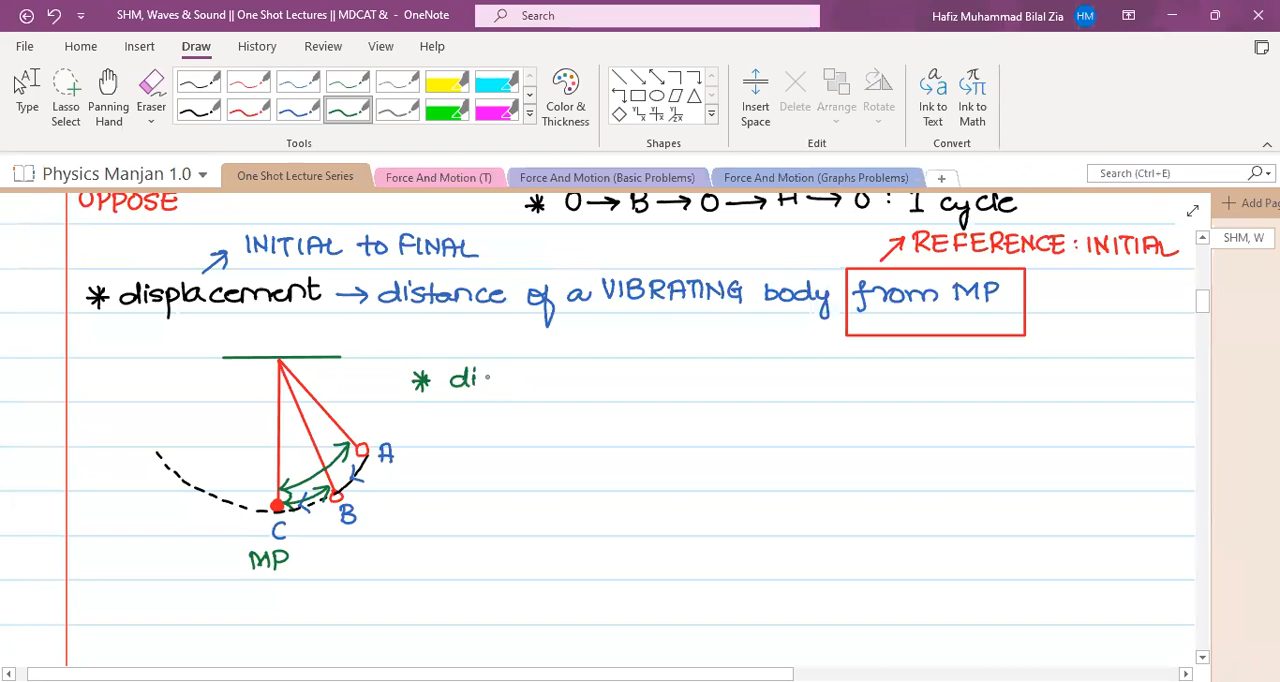 SHM, Waves & Sound || One Shot Lectures || MDCAT & - OneNote
Search
Hafiz Muhammad Bilal Zia
HM
File Home Insert Draw History Review View Help
Type
Lasso Select
Panning Hand
Eraser
Color & Thickness
Insert Space
Delete
Arrange
Rotate
Ink to Text
Ink to Math
Tools
Shapes
Edit
Convert
Physics Manjan 1.0
One Shot Lecture Series
Force And Motion (T)
Force And Motion (Basic Problems)
Force And Motion (Graphs Problems)
Search (Ctrl+E)
Add Pag
SHM, W
OPPOSE
* O → B → O → A → O : 1 cycle
INITIAL to FINAL
REFERENCE: INITIAL
* displacement → distance of a VIBRATING body from MP
* di
A
B
C
MP